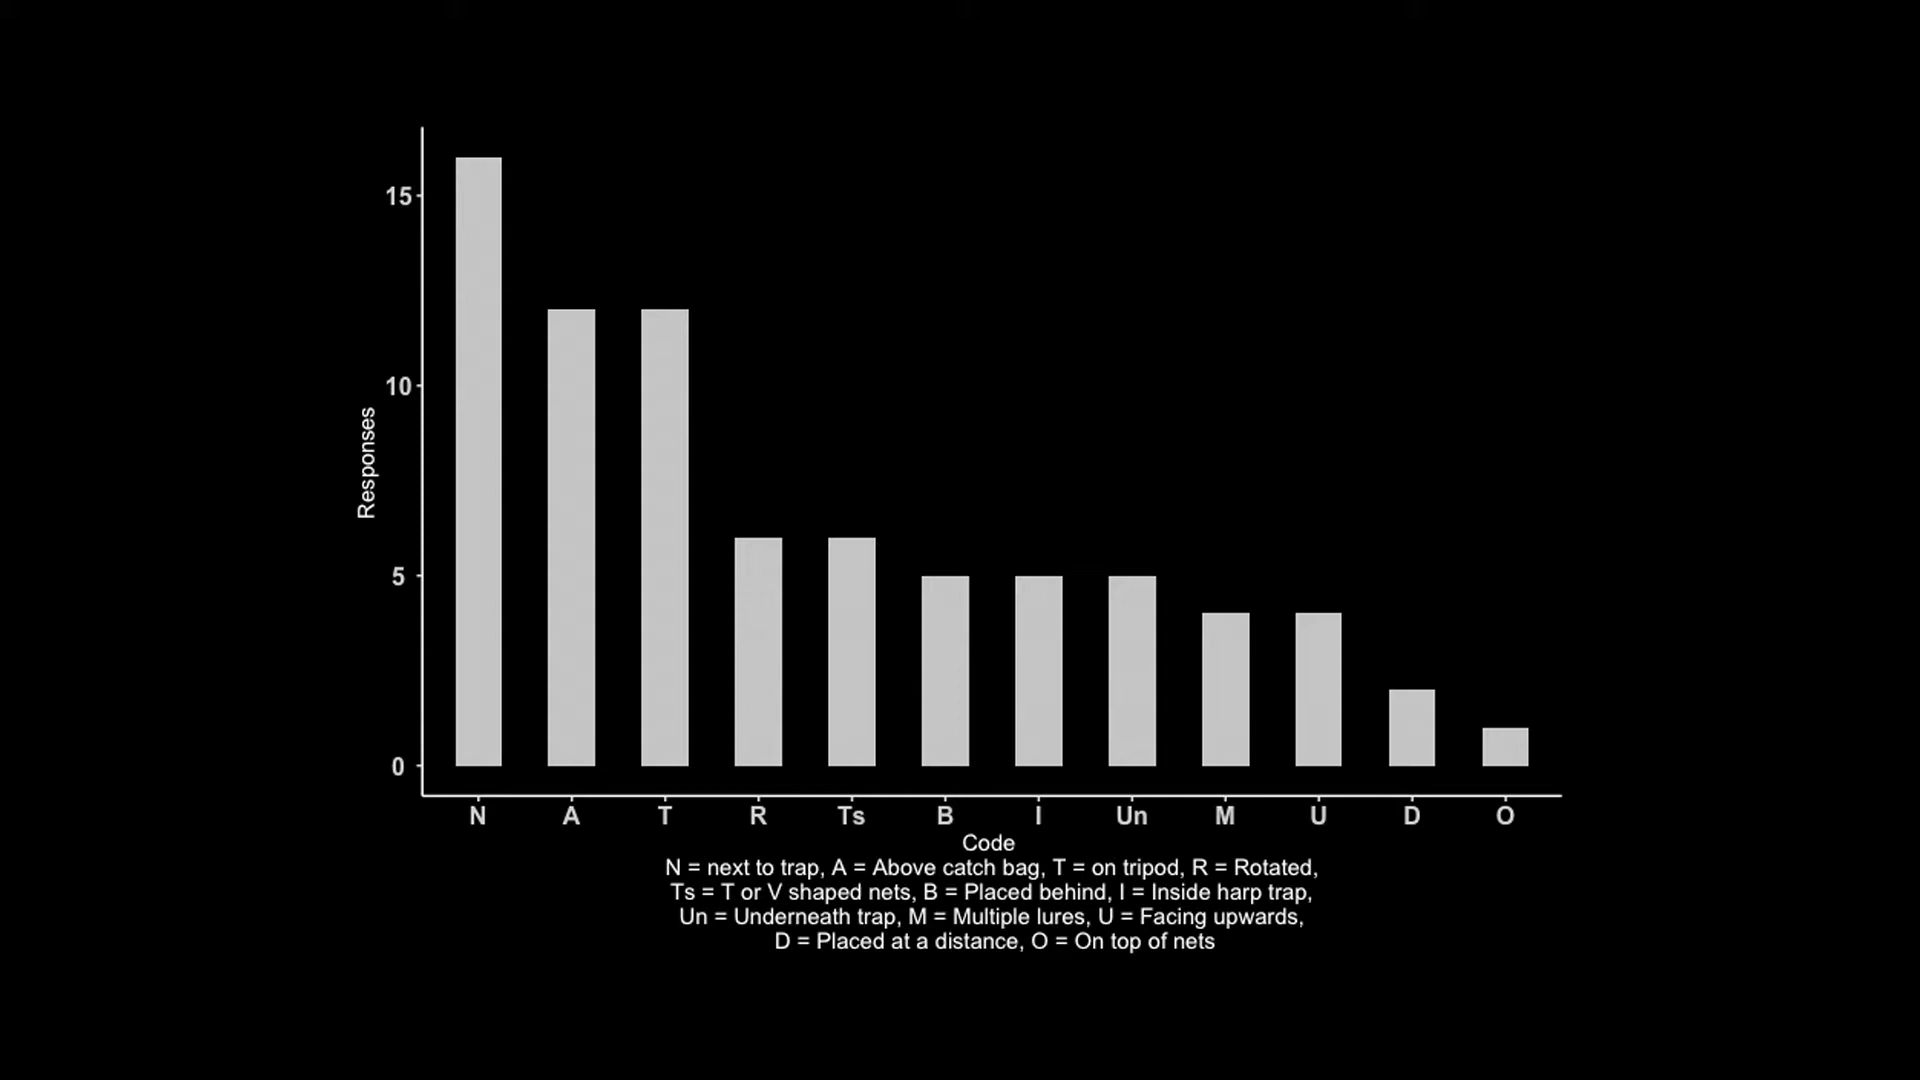 15
10
5
0
Responses
N A T R Ts B I Un M U D O
Code
N = next to trap, A = Above catch bag, T = on tripod, R = Rotated,
Ts = T or V shaped nets, B = Placed behind, I = Inside harp trap,
Un = Underneath trap, M = Multiple lures, U = Facing upwards,
D = Placed at a distance, O = On top of nets